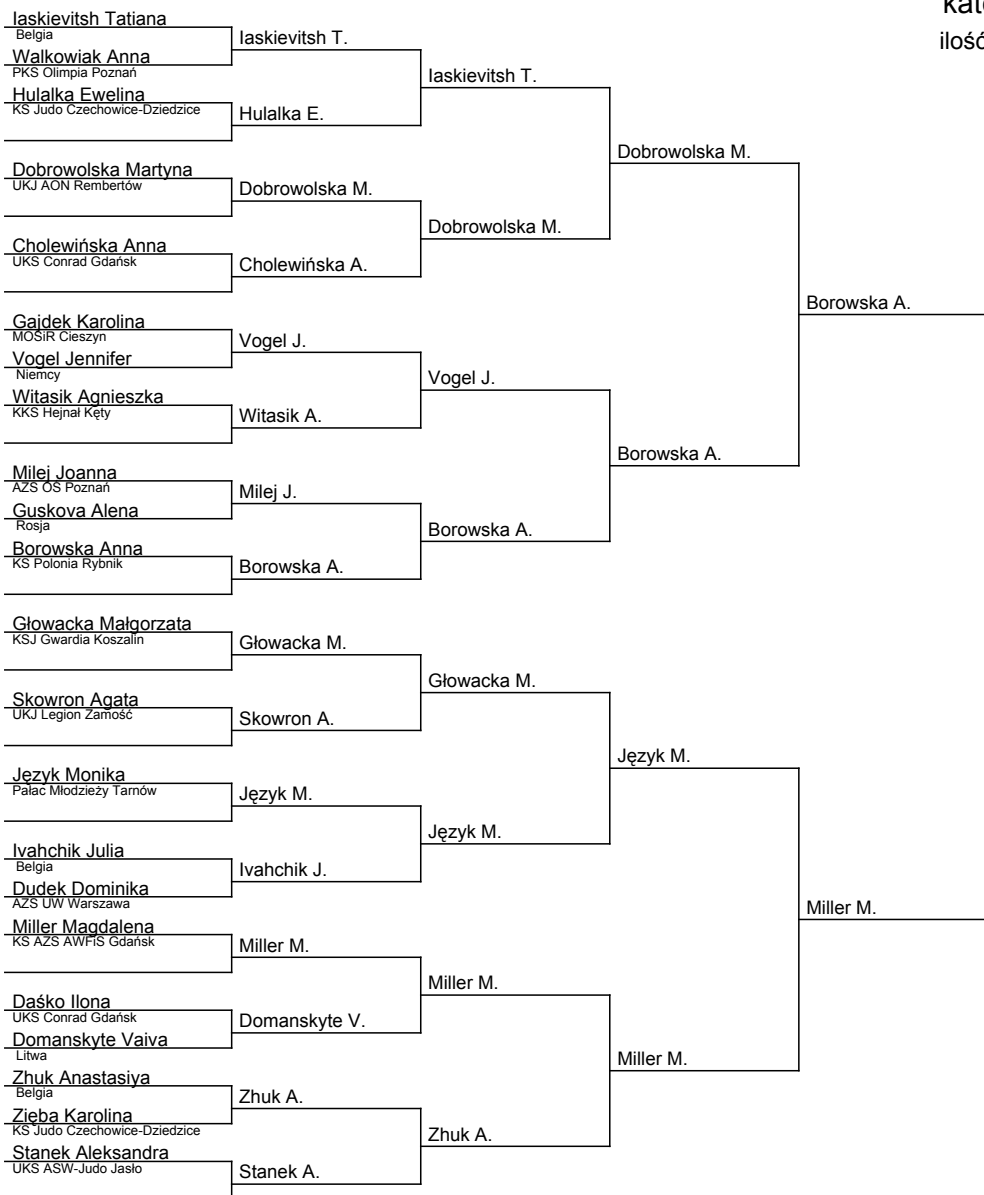 Iaskievitsh Tatiana
Belgia
Walkowiak Anna
PKS Olimpia Poznań
Hulalka Ewelina
KS Judo Czechowice-Dziedzice
Dobrowolska Martyna
UKJ AON Rembertów
Cholewińska Anna
UKS Conrad Gdańsk
Gajdek Karolina
MOSiR Cieszyn
Vogel Jennifer
Niemcy
Witasik Agnieszka
KKS Hejnał Kęty
Milej Joanna
AZS OŚ Poznań
Guskova Alena
Rosja
Borowska Anna
KS Polonia Rybnik
Głowacka Małgorzata
KSJ Gwardia Koszalin
Skowron Agata
UKJ Legion Zamość
Język Monika
Pałac Młodzieży Tarnów
Ivahchik Julia
Belgia
Dudek Dominika
AZS UW Warszawa
Miller Magdalena
KS AZS AWFiS Gdańsk
Daśko Ilona
UKS Conrad Gdańsk
Domanskyte Vaiva
Litwa
Zhuk Anastasiya
Belgia
Zięba Karolina
KS Judo Czechowice-Dziedzice
Stanek Aleksandra
UKS ASW-Judo Jasło
Iaskievitsh T.
Hulalka E.
Dobrowolska M.
Cholewińska A.
Vogel J.
Witasik A.
Milej J.
Borowska A.
Głowacka M.
Skowron A.
Język M.
Ivahchik J.
Miller M.
Domanskyte V.
Zhuk A.
Stanek A.
Iaskievitsh T.
Dobrowolska M.
Vogel J.
Borowska A.
Głowacka M.
Język M.
Miller M.
Zhuk A.
Dobrowolska M.
Borowska A.
Język M.
Miller M.
Borowska A.
Miller M.
ilość